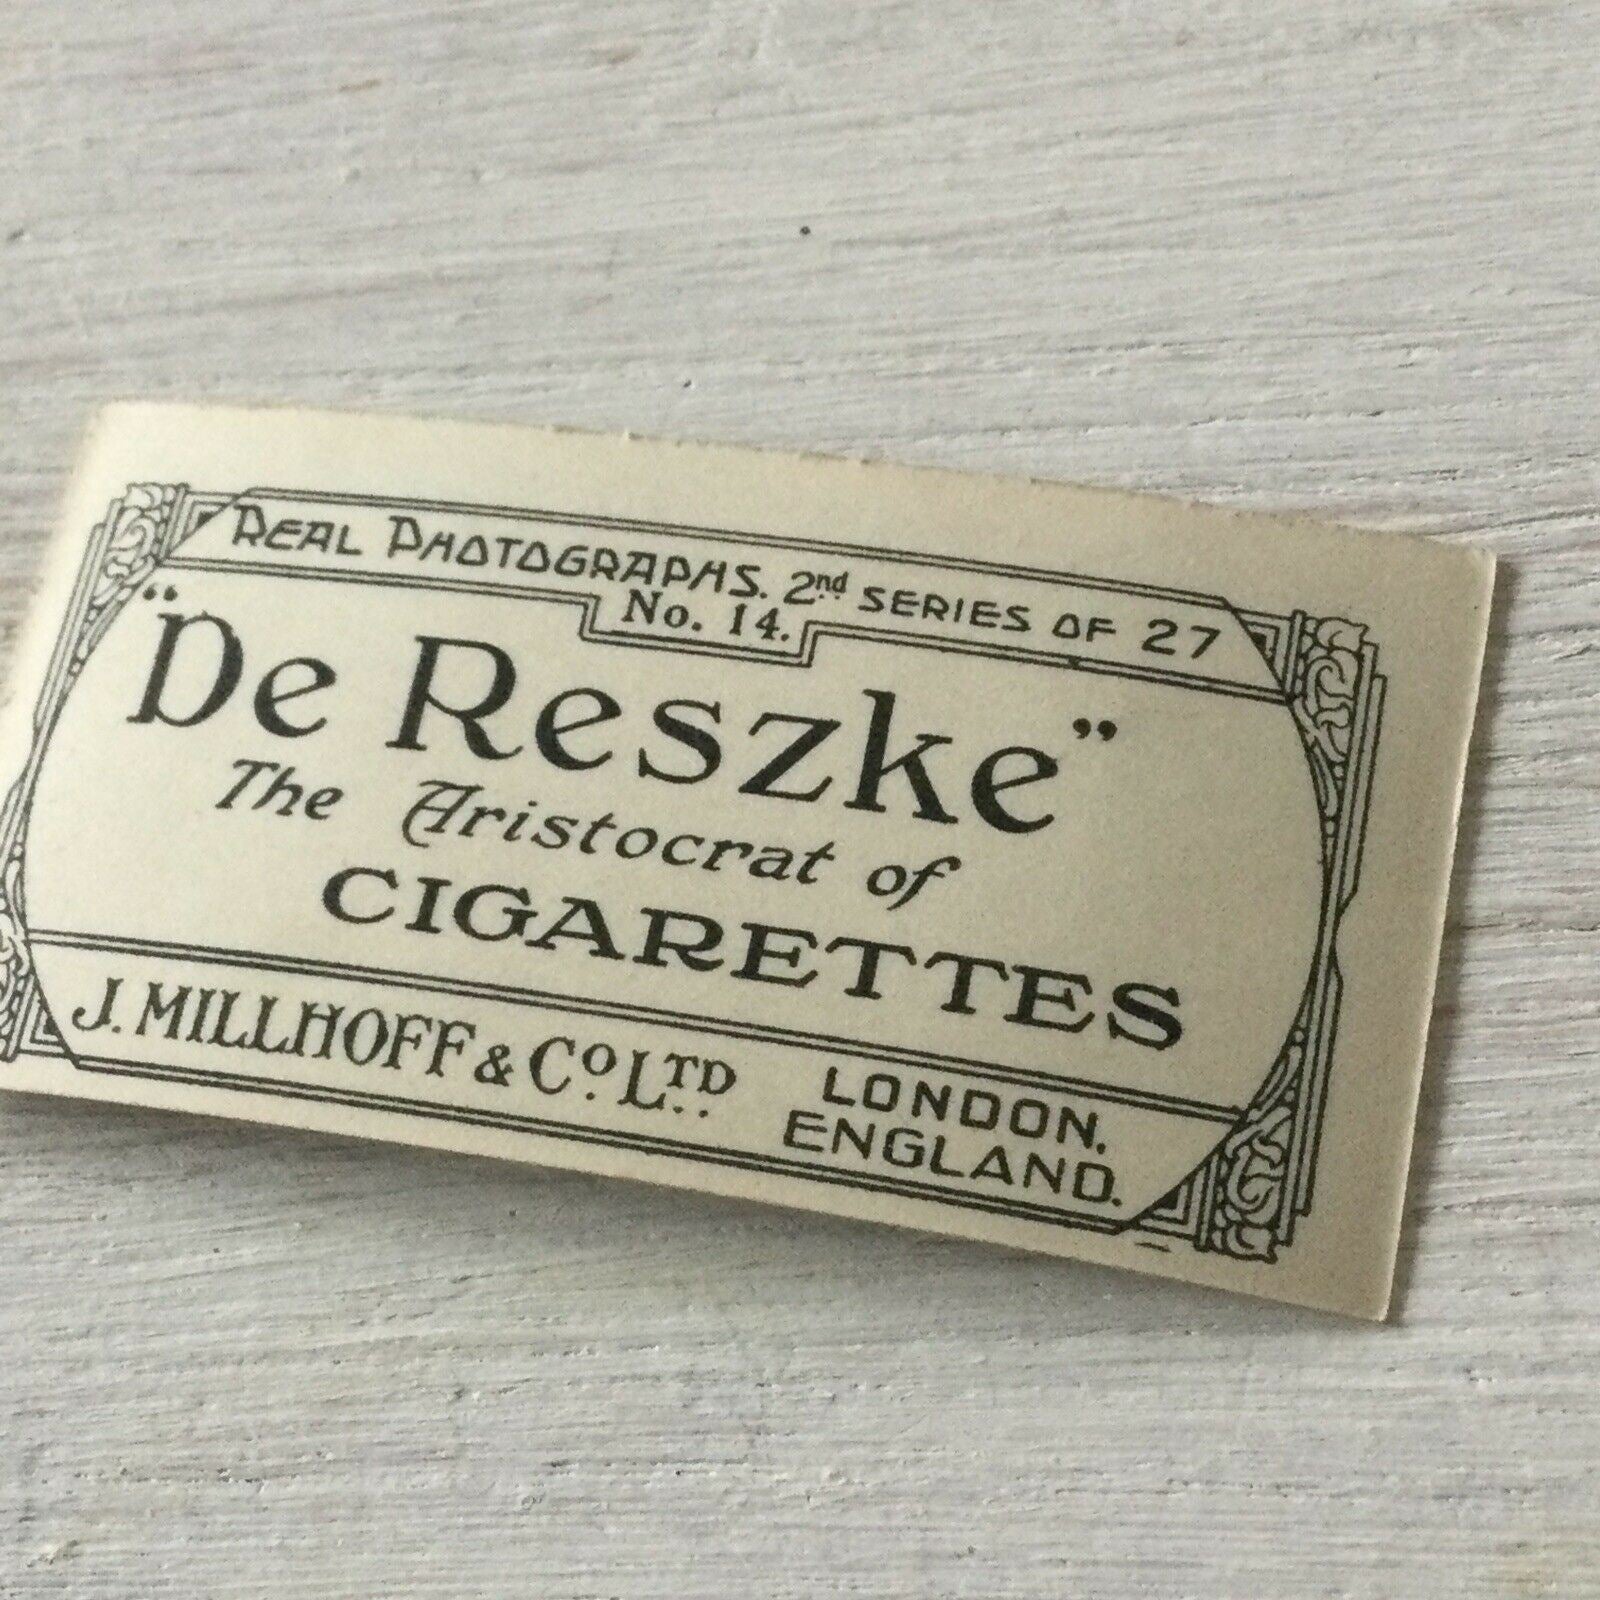 REAL PHOTOGRAPHS. 2nd SERIES OF 27
No. 14.
"De Reszke"
The Aristocrat of
CIGARETTES
J. MILLHOFF & Co. LTD. LONDON.
ENGLAND.